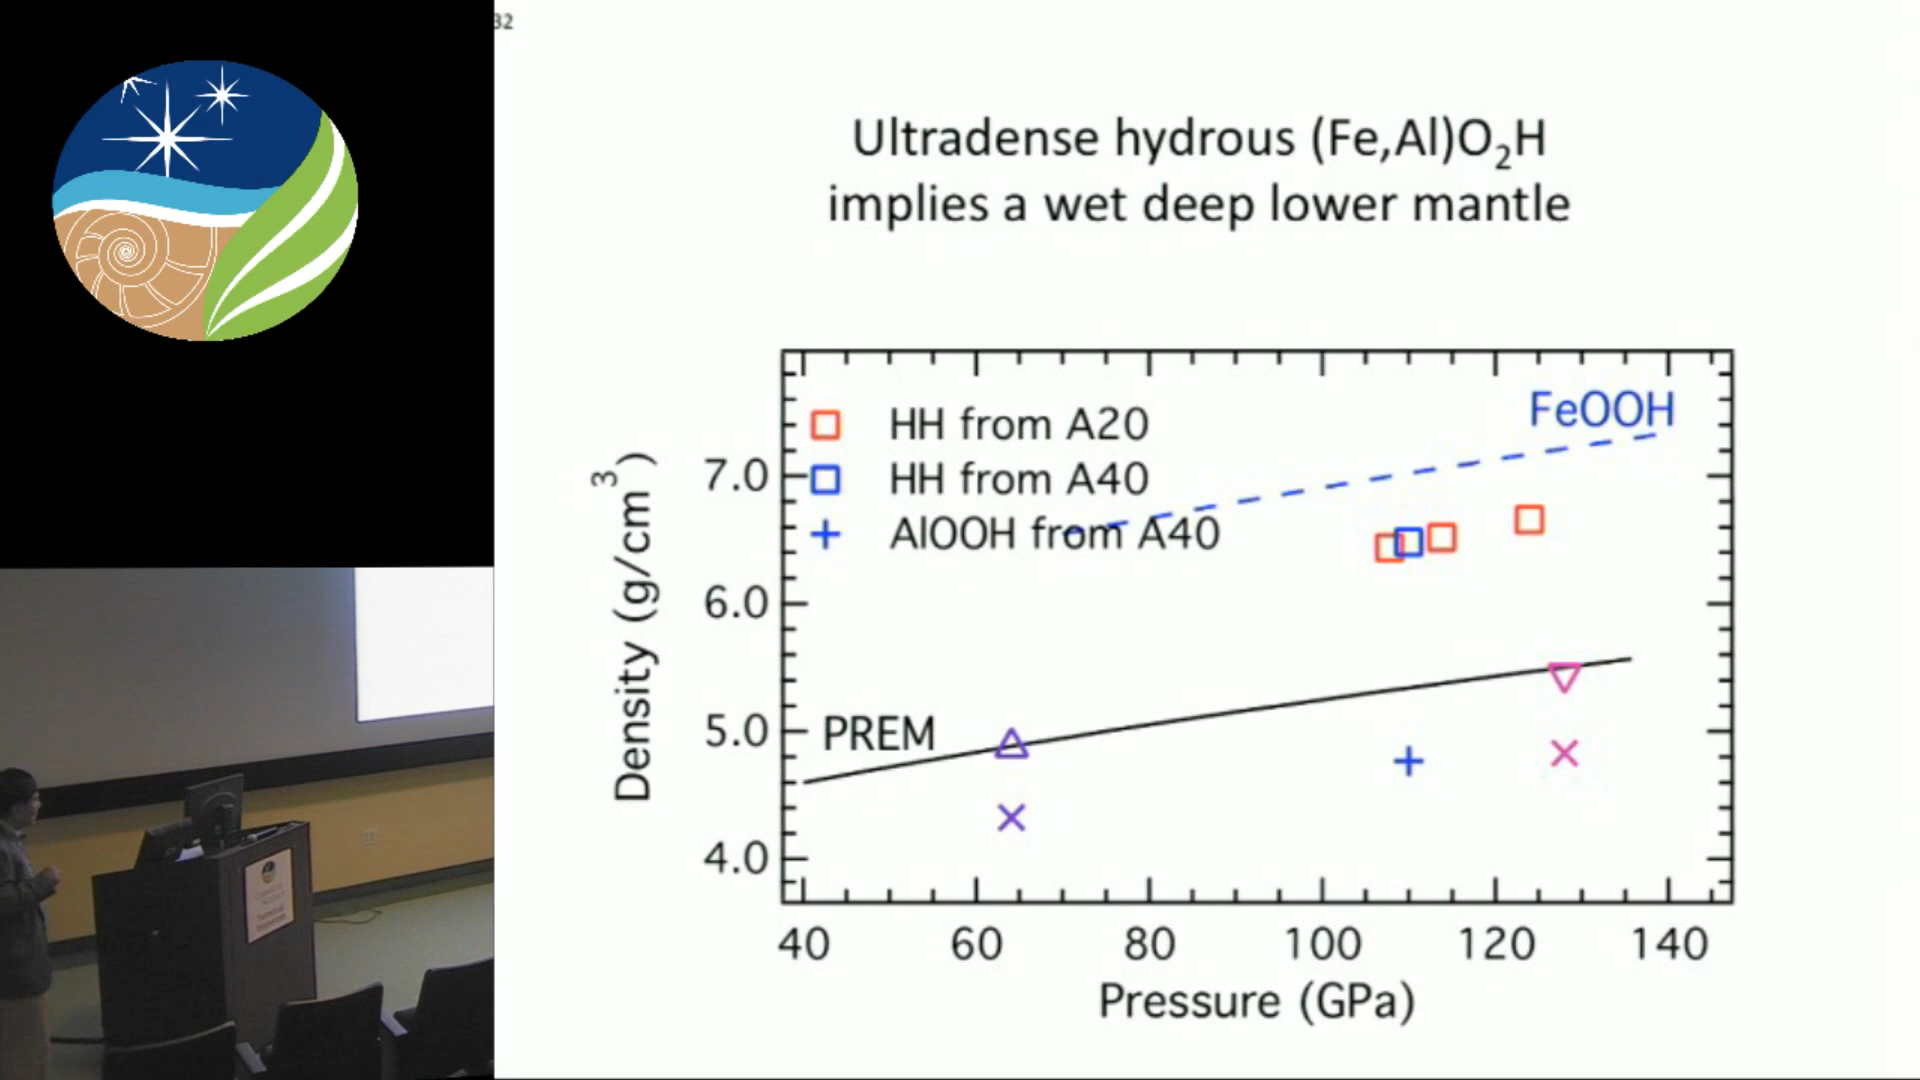 32
Ultradense hydrous (Fe,Al)O₂H
implies a wet deep lower mantle
FeOOH
HH from A20
HH from A40
AlOOH from A40
PREM
7.0
6.0
5.0
4.0
Density (g/cm³)
40 60 80 100 120 140
Pressure (GPa)